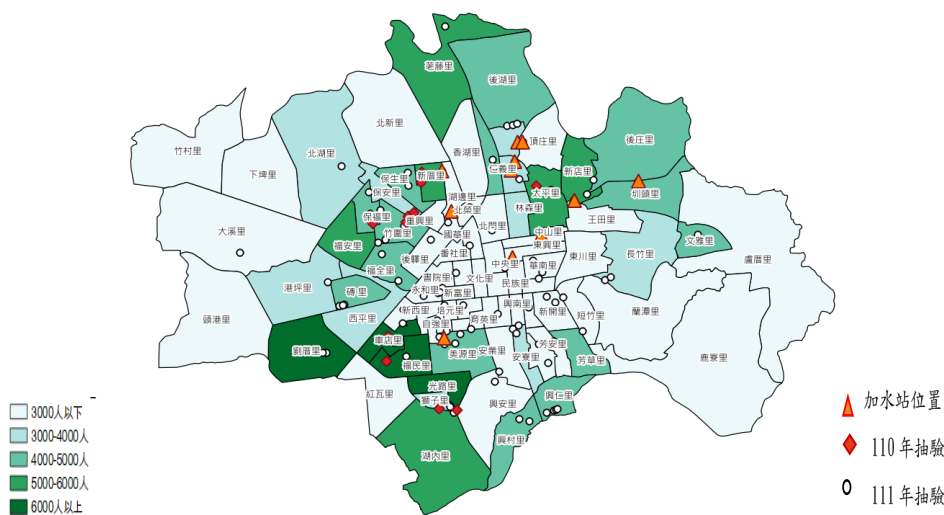 荖藤里
後湖里
北新里
頂庄里
後庄里
竹村里
北湖里
香湖里
信義里
下埤里
保生里
新厝里
新店里
保安里
太平里
圳頭里
湖邊里
林森里
大溪里
保福里
重興里
北榮里
王田里
竹圍里
國華里
北門里
中山里
文雅里
福安里
後驛里
番社里
東興里
東川里
長竹里
盧厝里
福全里
書院里
文化里
中央里
華南里
港坪里
磚里
永和里
新富里
民族里
頭港里
西平里
新西里
培元里
興南里
新開里
短竹里
蘭潭里
自強里
育英里
劉厝里
車店里
美源里
安業里
安寮里
芳安里
芳草里
鹿寮里
福民里
紅瓦里
光路里
興安里
興仁里
獅子里
湖內里
興村里
3000人以下
3000-4000人
4000-5000人
5000-6000人
6000人以上
加水站位置
110年抽驗
111年抽驗